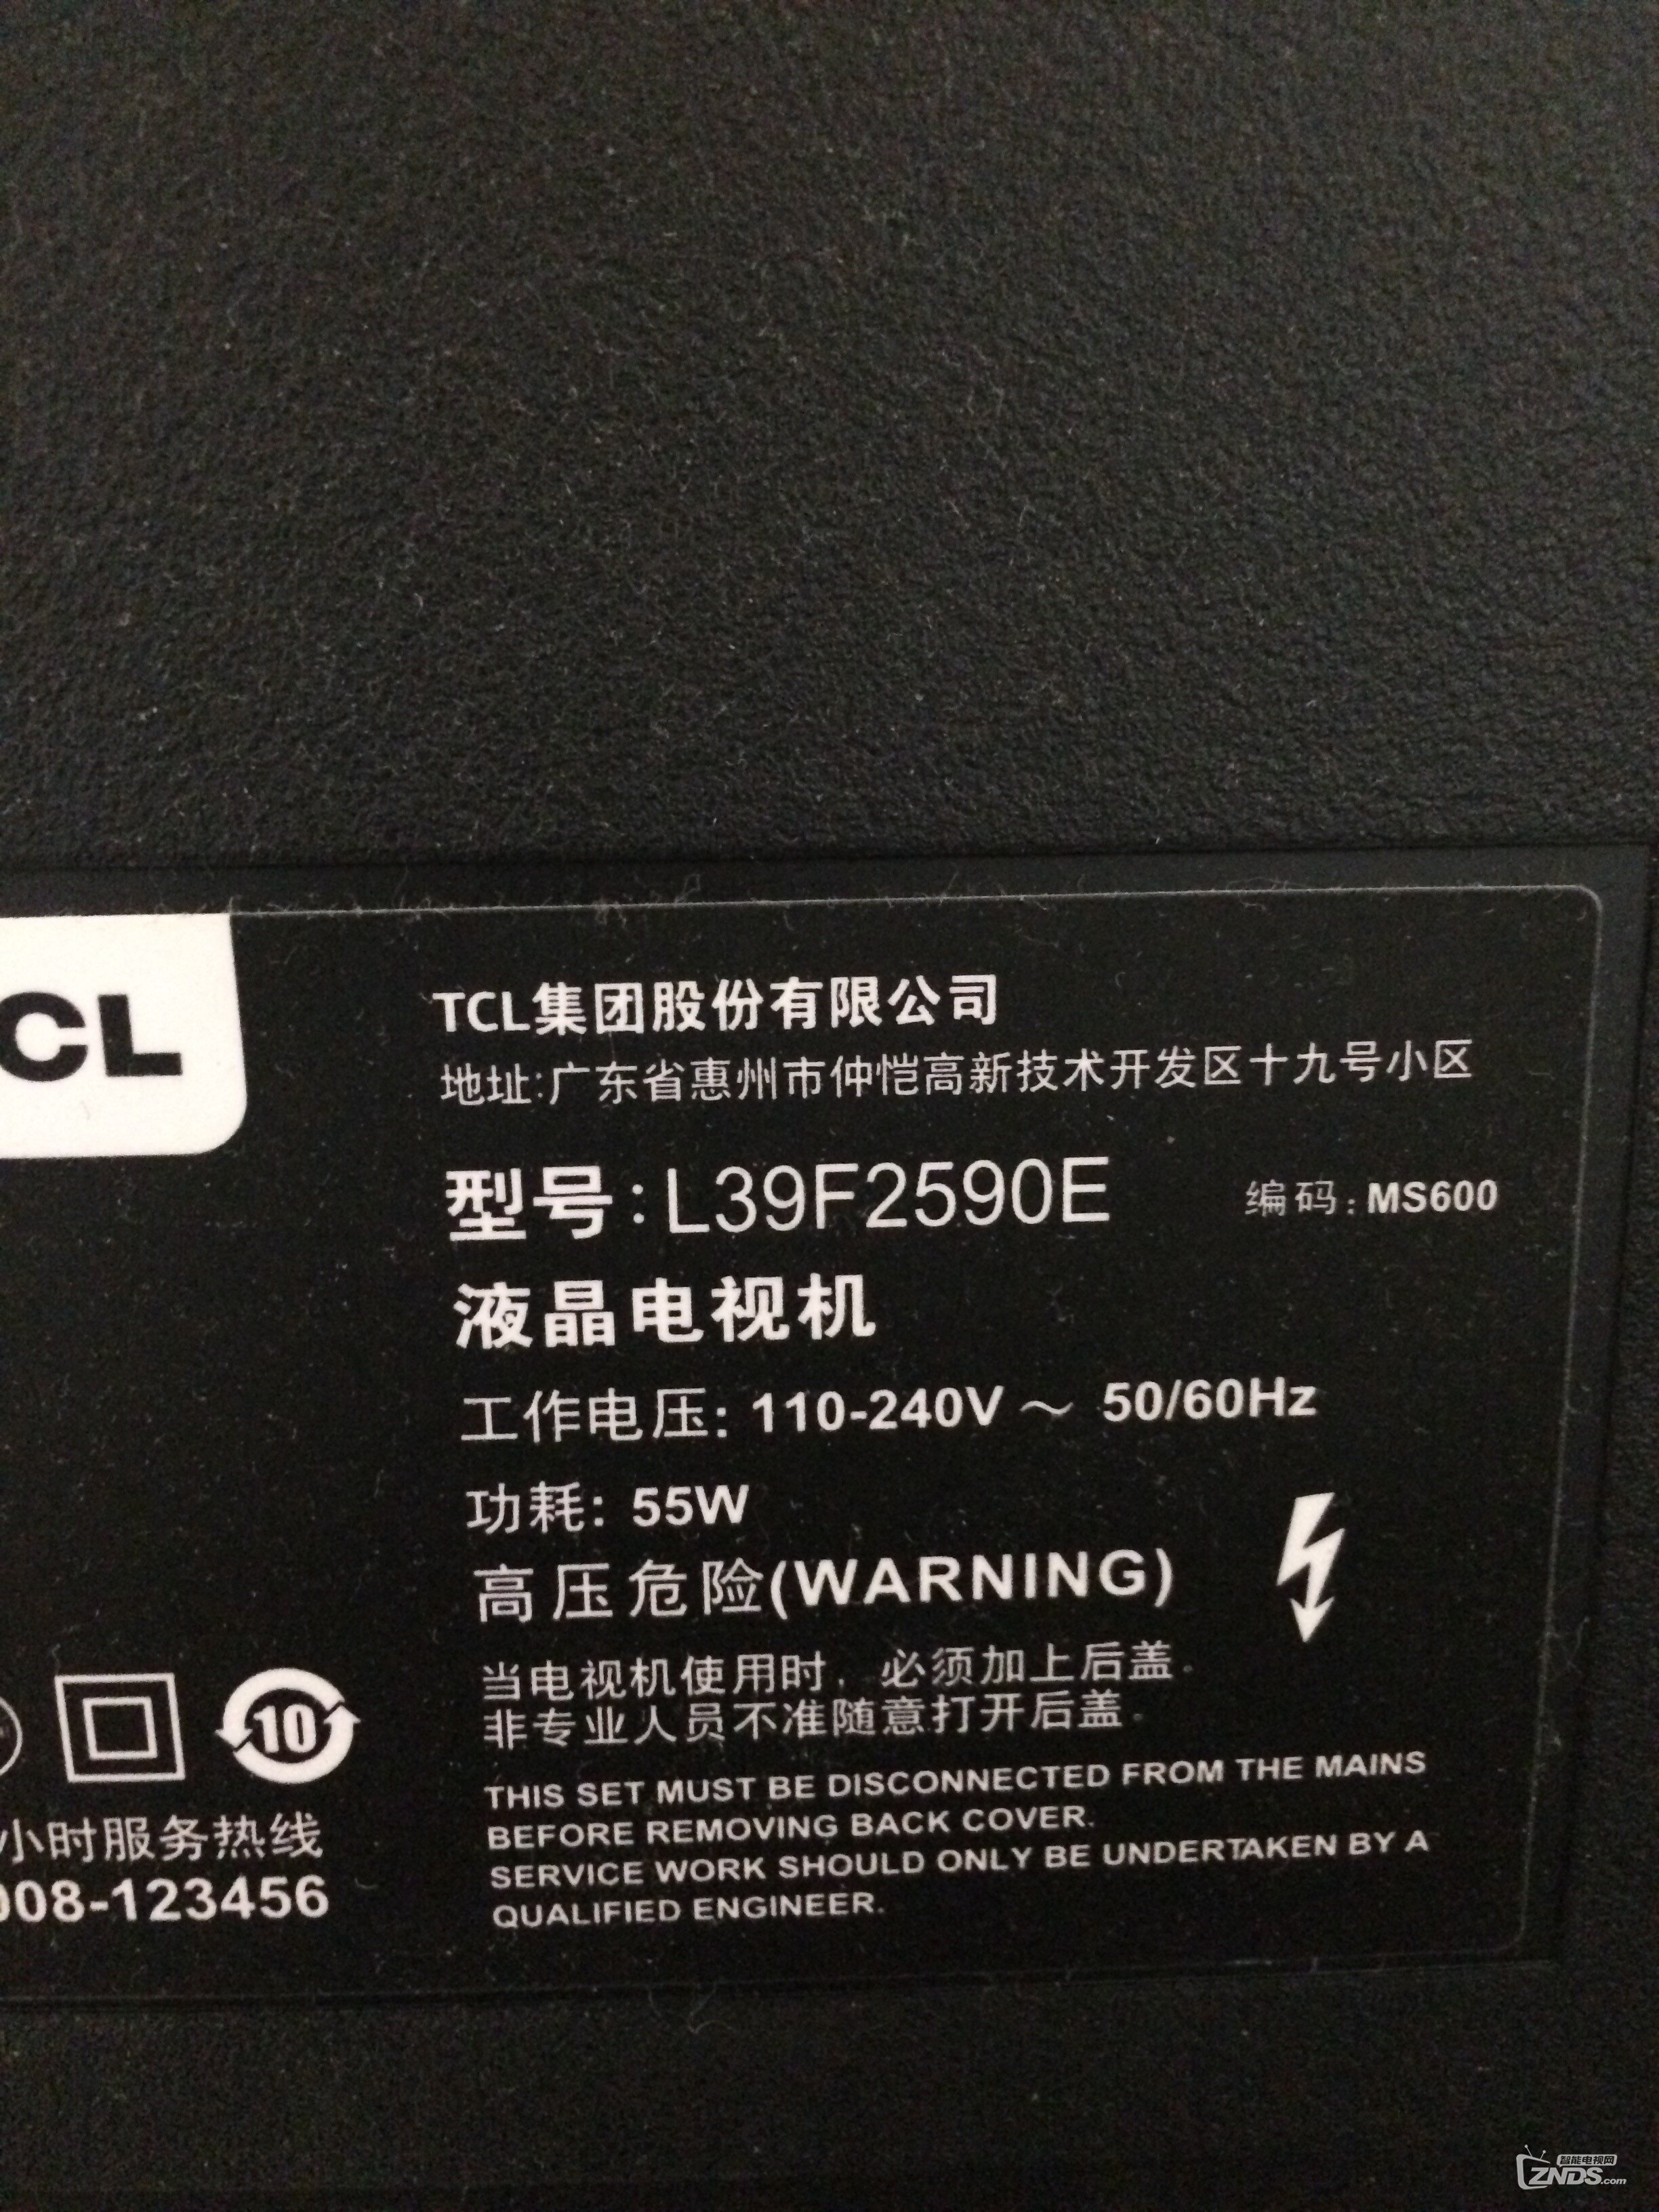 CL
TCL集团股份有限公司
地址:广东省惠州市仲恺高新技术开发区十九号小区
型号:L39F2590E
编码:MS600
液晶电视机
工作电压: 110-240V ～ 50/60Hz
功耗: 55W
高压危险(WARNING)
当电视机使用时，必须加上后盖。
非专业人员不准随意打开后盖。
THIS SET MUST BE DISCONNECTED FROM THE MAINS
BEFORE REMOVING BACK COVER.
SERVICE WORK SHOULD ONLY BE UNDERTAKEN BY A
QUALIFIED ENGINEER.
10
小时服务热线
008-123456
智能电视网
ZNDS.com